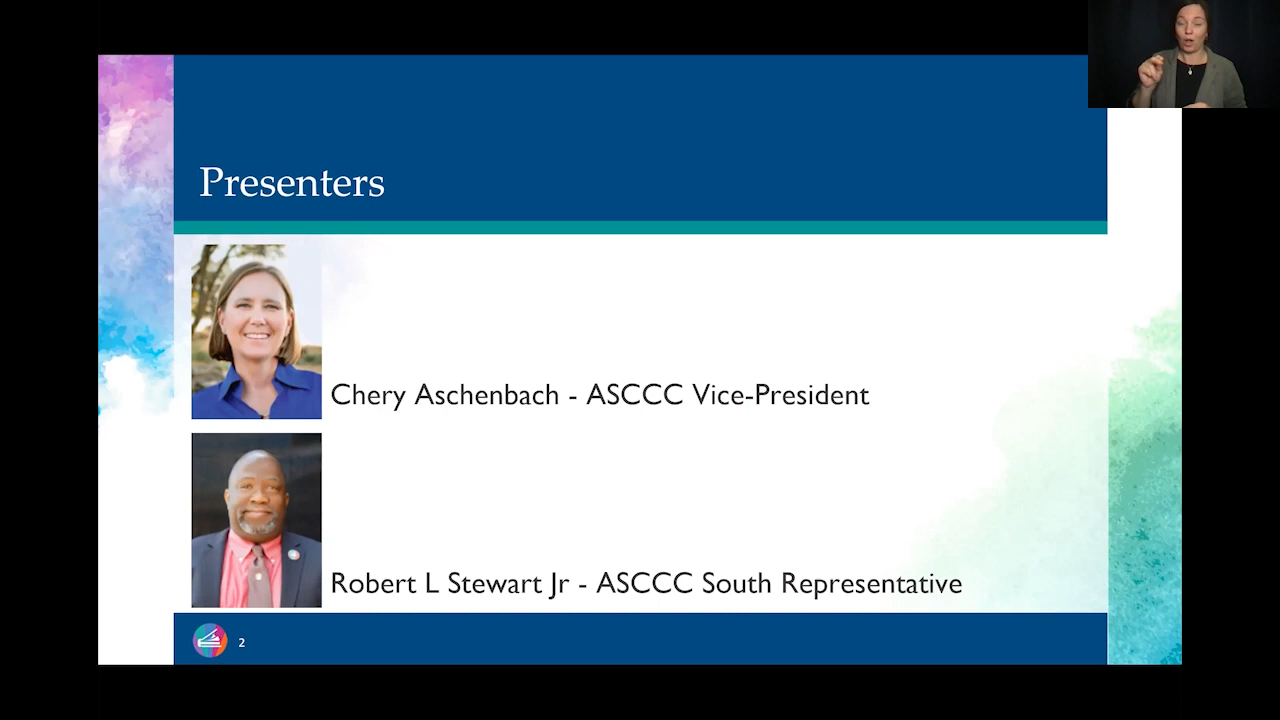 Presenters
Chery Aschenbach - ASCCC Vice-President
Robert L Stewart Jr - ASCCC South Representative
2